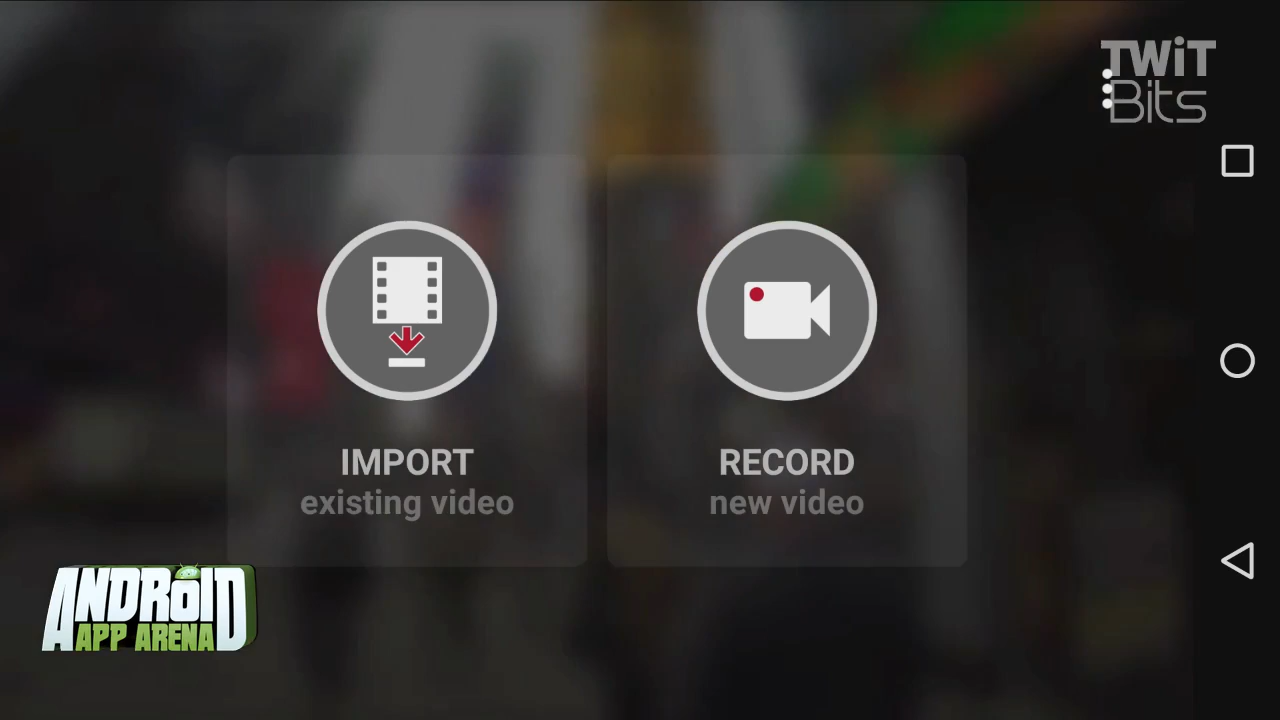 TWiT
Bits
IMPORT
existing video
RECORD
new video
ANDROID
APP ARENA